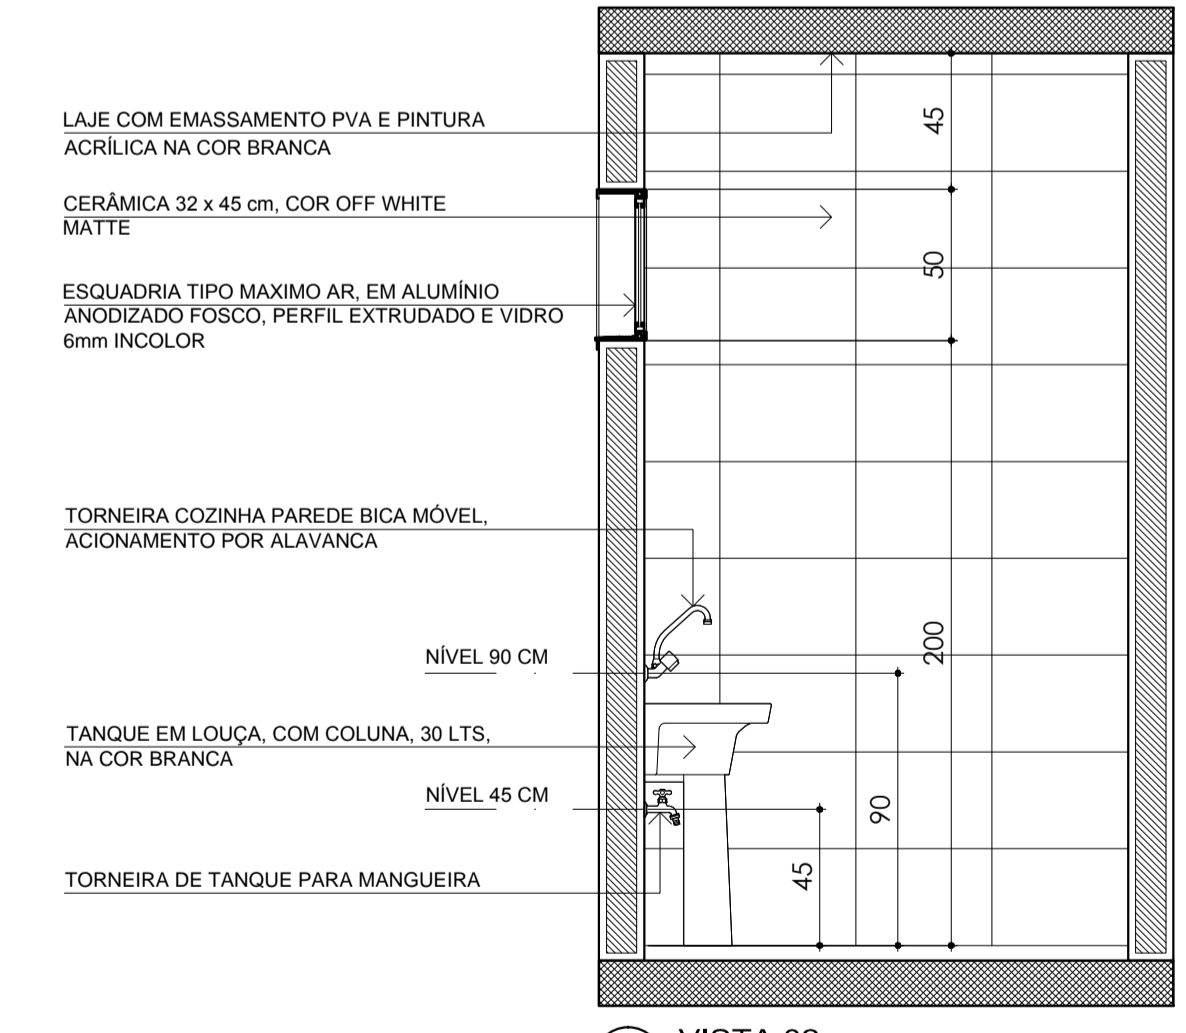 LAJE COM EMASSAMENTO PVA E PINTURA
ACRÍLICA NA COR BRANCA
45
CERÂMICA 32 x 45 cm, COR OFF WHITE
MATTE
50
ESQUADRIA TIPO MAXIMO AR, EM ALUMÍNIO
ANODIZADO FOSCO, PERFIL EXTRUDADO E VIDRO
6mm INCOLOR
TORNEIRA COZINHA PAREDE BICA MÓVEL,
ACIONAMENTO POR ALAVANCA
200
NÍVEL 90 CM
TANQUE EM LOUÇA, COM COLUNA, 30 LTS,
NA COR BRANCA
NÍVEL 45 CM
90
45
TORNEIRA DE TANQUE PARA MANGUEIRA
VISTA